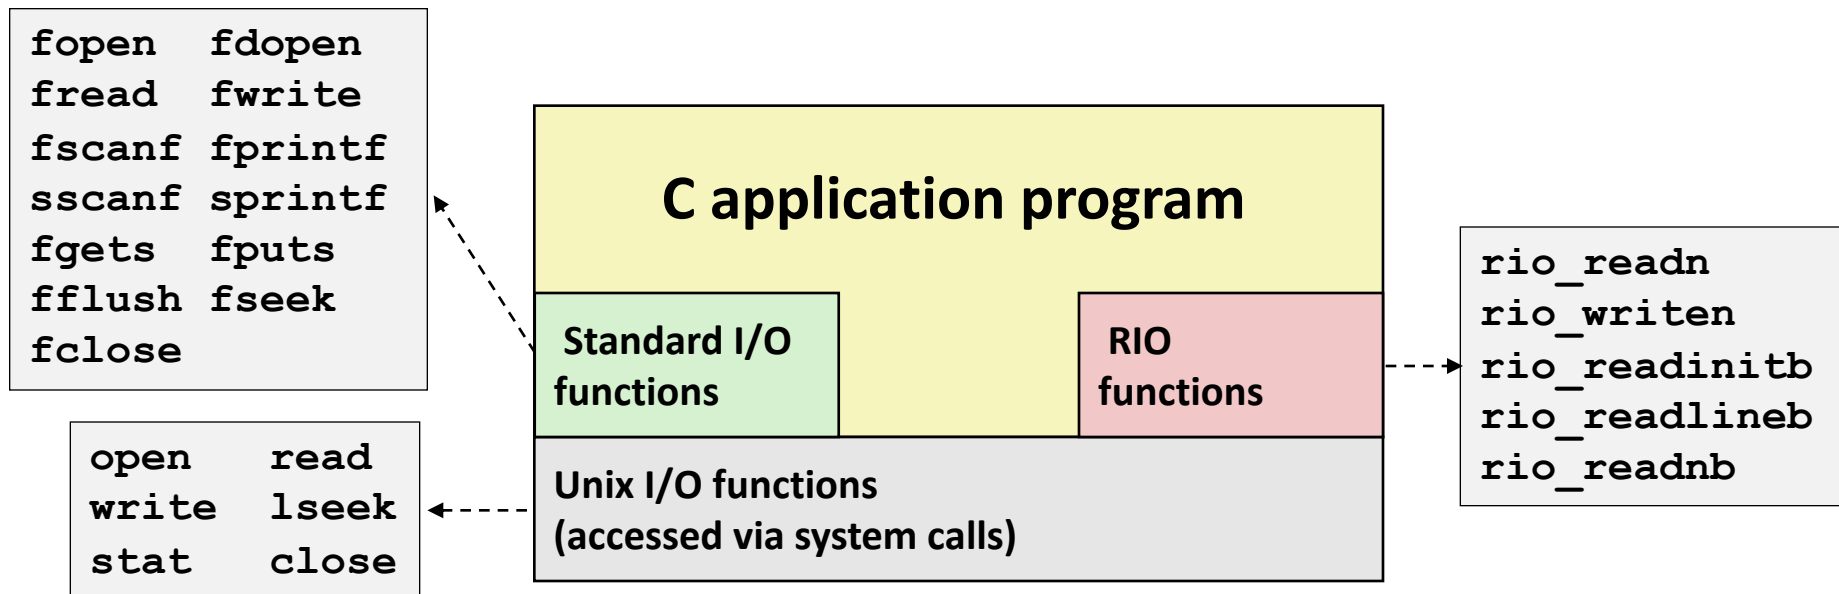 fopen fdopen
fread fwrite
fscanf fprintf
sscanf sprintf
fgets fputs
fflush fseek
fclose
open read
write lseek
stat close
C application program
Standard I/O
functions
RIO
functions
Unix I/O functions
(accessed via system calls)
rio_readn
rio_writen
rio_readinitb
rio_readlineb
rio_readnb